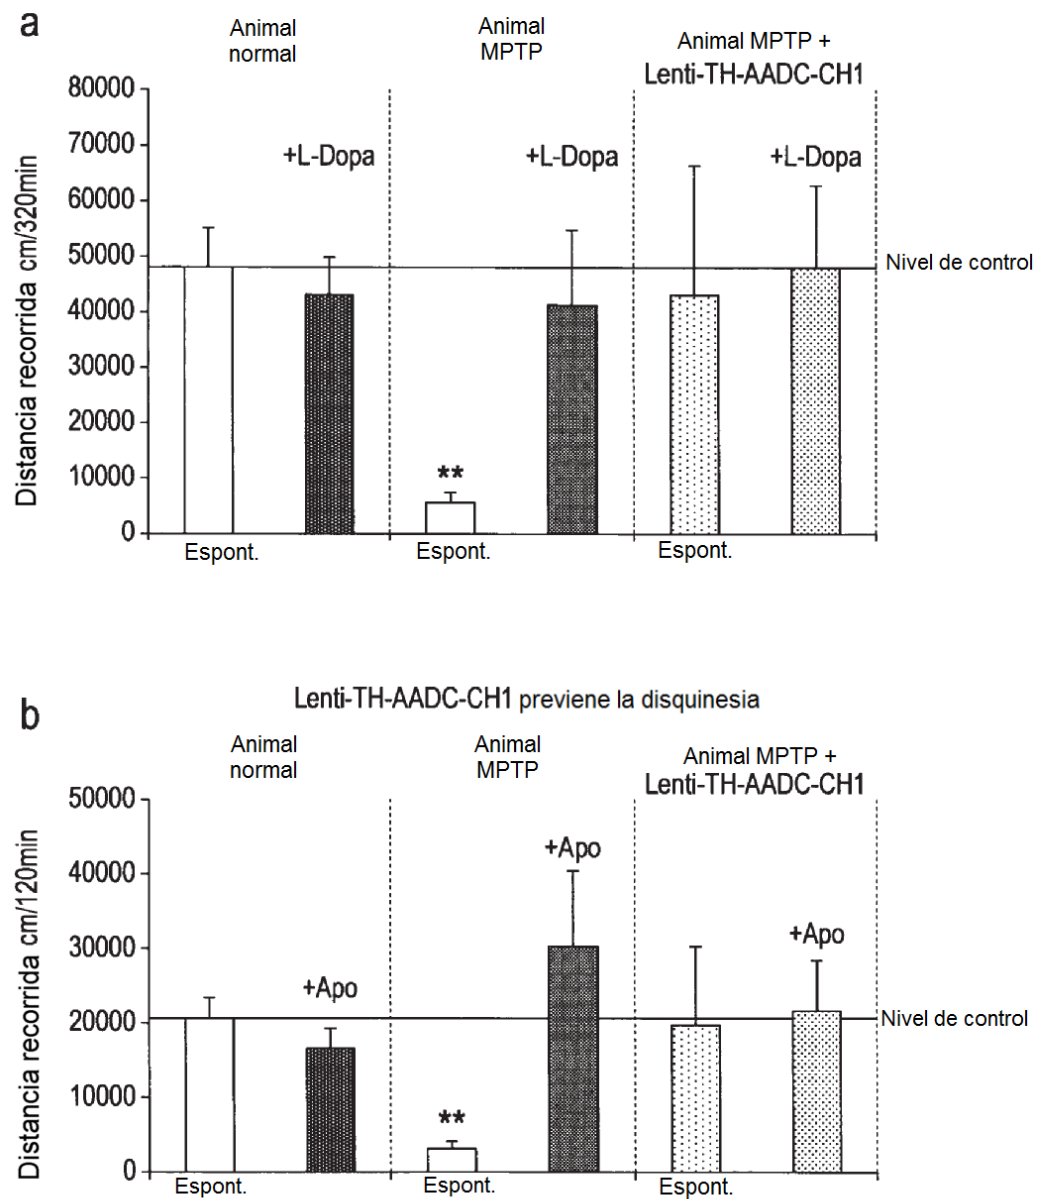 a
Animal
normal
Animal
MPTP
Animal MPTP +
Lenti-TH-AADC-CH1
80000
70000
60000
50000
40000
30000
20000
10000
0
Distancia recorrida cm/320min
+L-Dopa
+L-Dopa
+L-Dopa
Nivel de control
**
Espont.
Espont.
Espont.
b
Lenti-TH-AADC-CH1 previene la disquinesia
Animal
normal
Animal
MPTP
Animal MPTP +
Lenti-TH-AADC-CH1
50000
40000
30000
20000
10000
0
Distancia recorrida cm/120min
+Apo
+Apo
+Apo
Nivel de control
**
Espont.
Espont.
Espont.